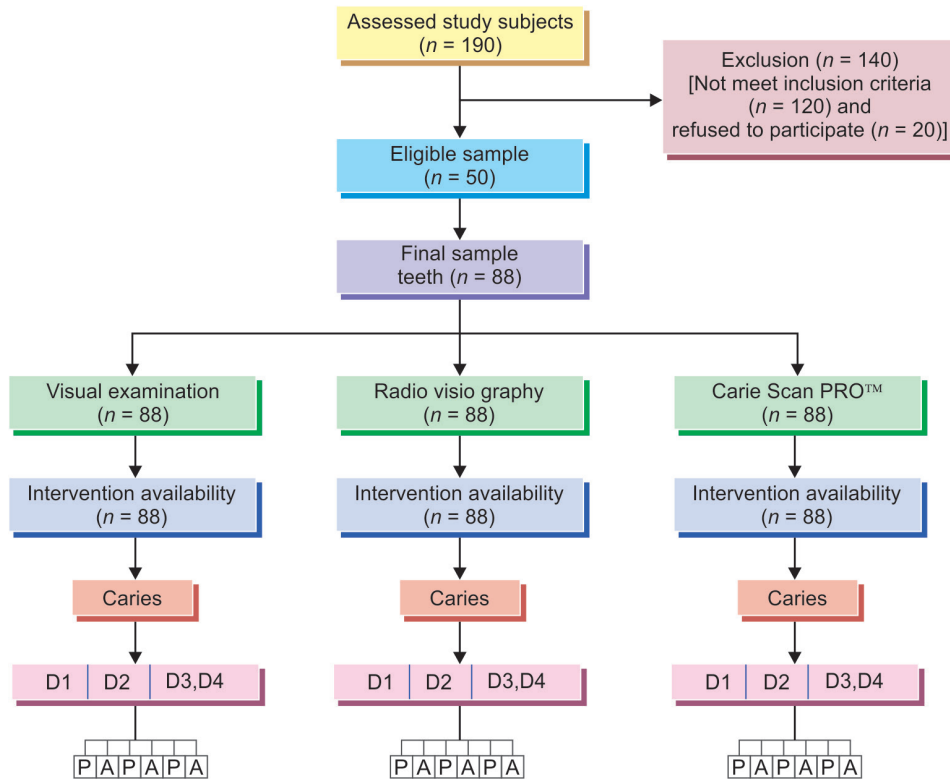 Assessed study subjects
(n = 190)
Exclusion (n = 140)
[Not meet inclusion criteria
(n = 120) and
refused to participate (n = 20)]
Eligible sample
(n = 50)
Final sample
teeth (n = 88)
Visual examination
(n = 88)
Radio visio graphy
(n = 88)
Carie Scan PRO™
(n = 88)
Intervention availability
(n = 88)
Intervention availability
(n = 88)
Intervention availability
(n = 88)
Caries
Caries
Caries
D1 D2 D3,D4
D1 D2 D3,D4
D1 D2 D3,D4
P A P A P A
P A P A P A
P A P A P A